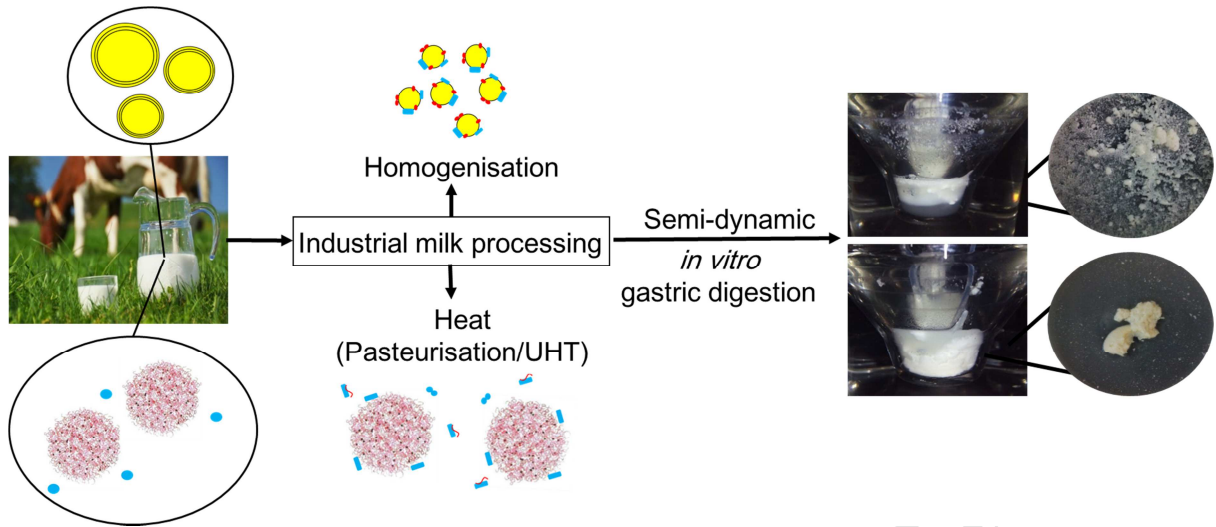 Homogenisation
Industrial milk processing
Semi-dynamic
in vitro
gastric digestion
Heat
(Pasteurisation/UHT)